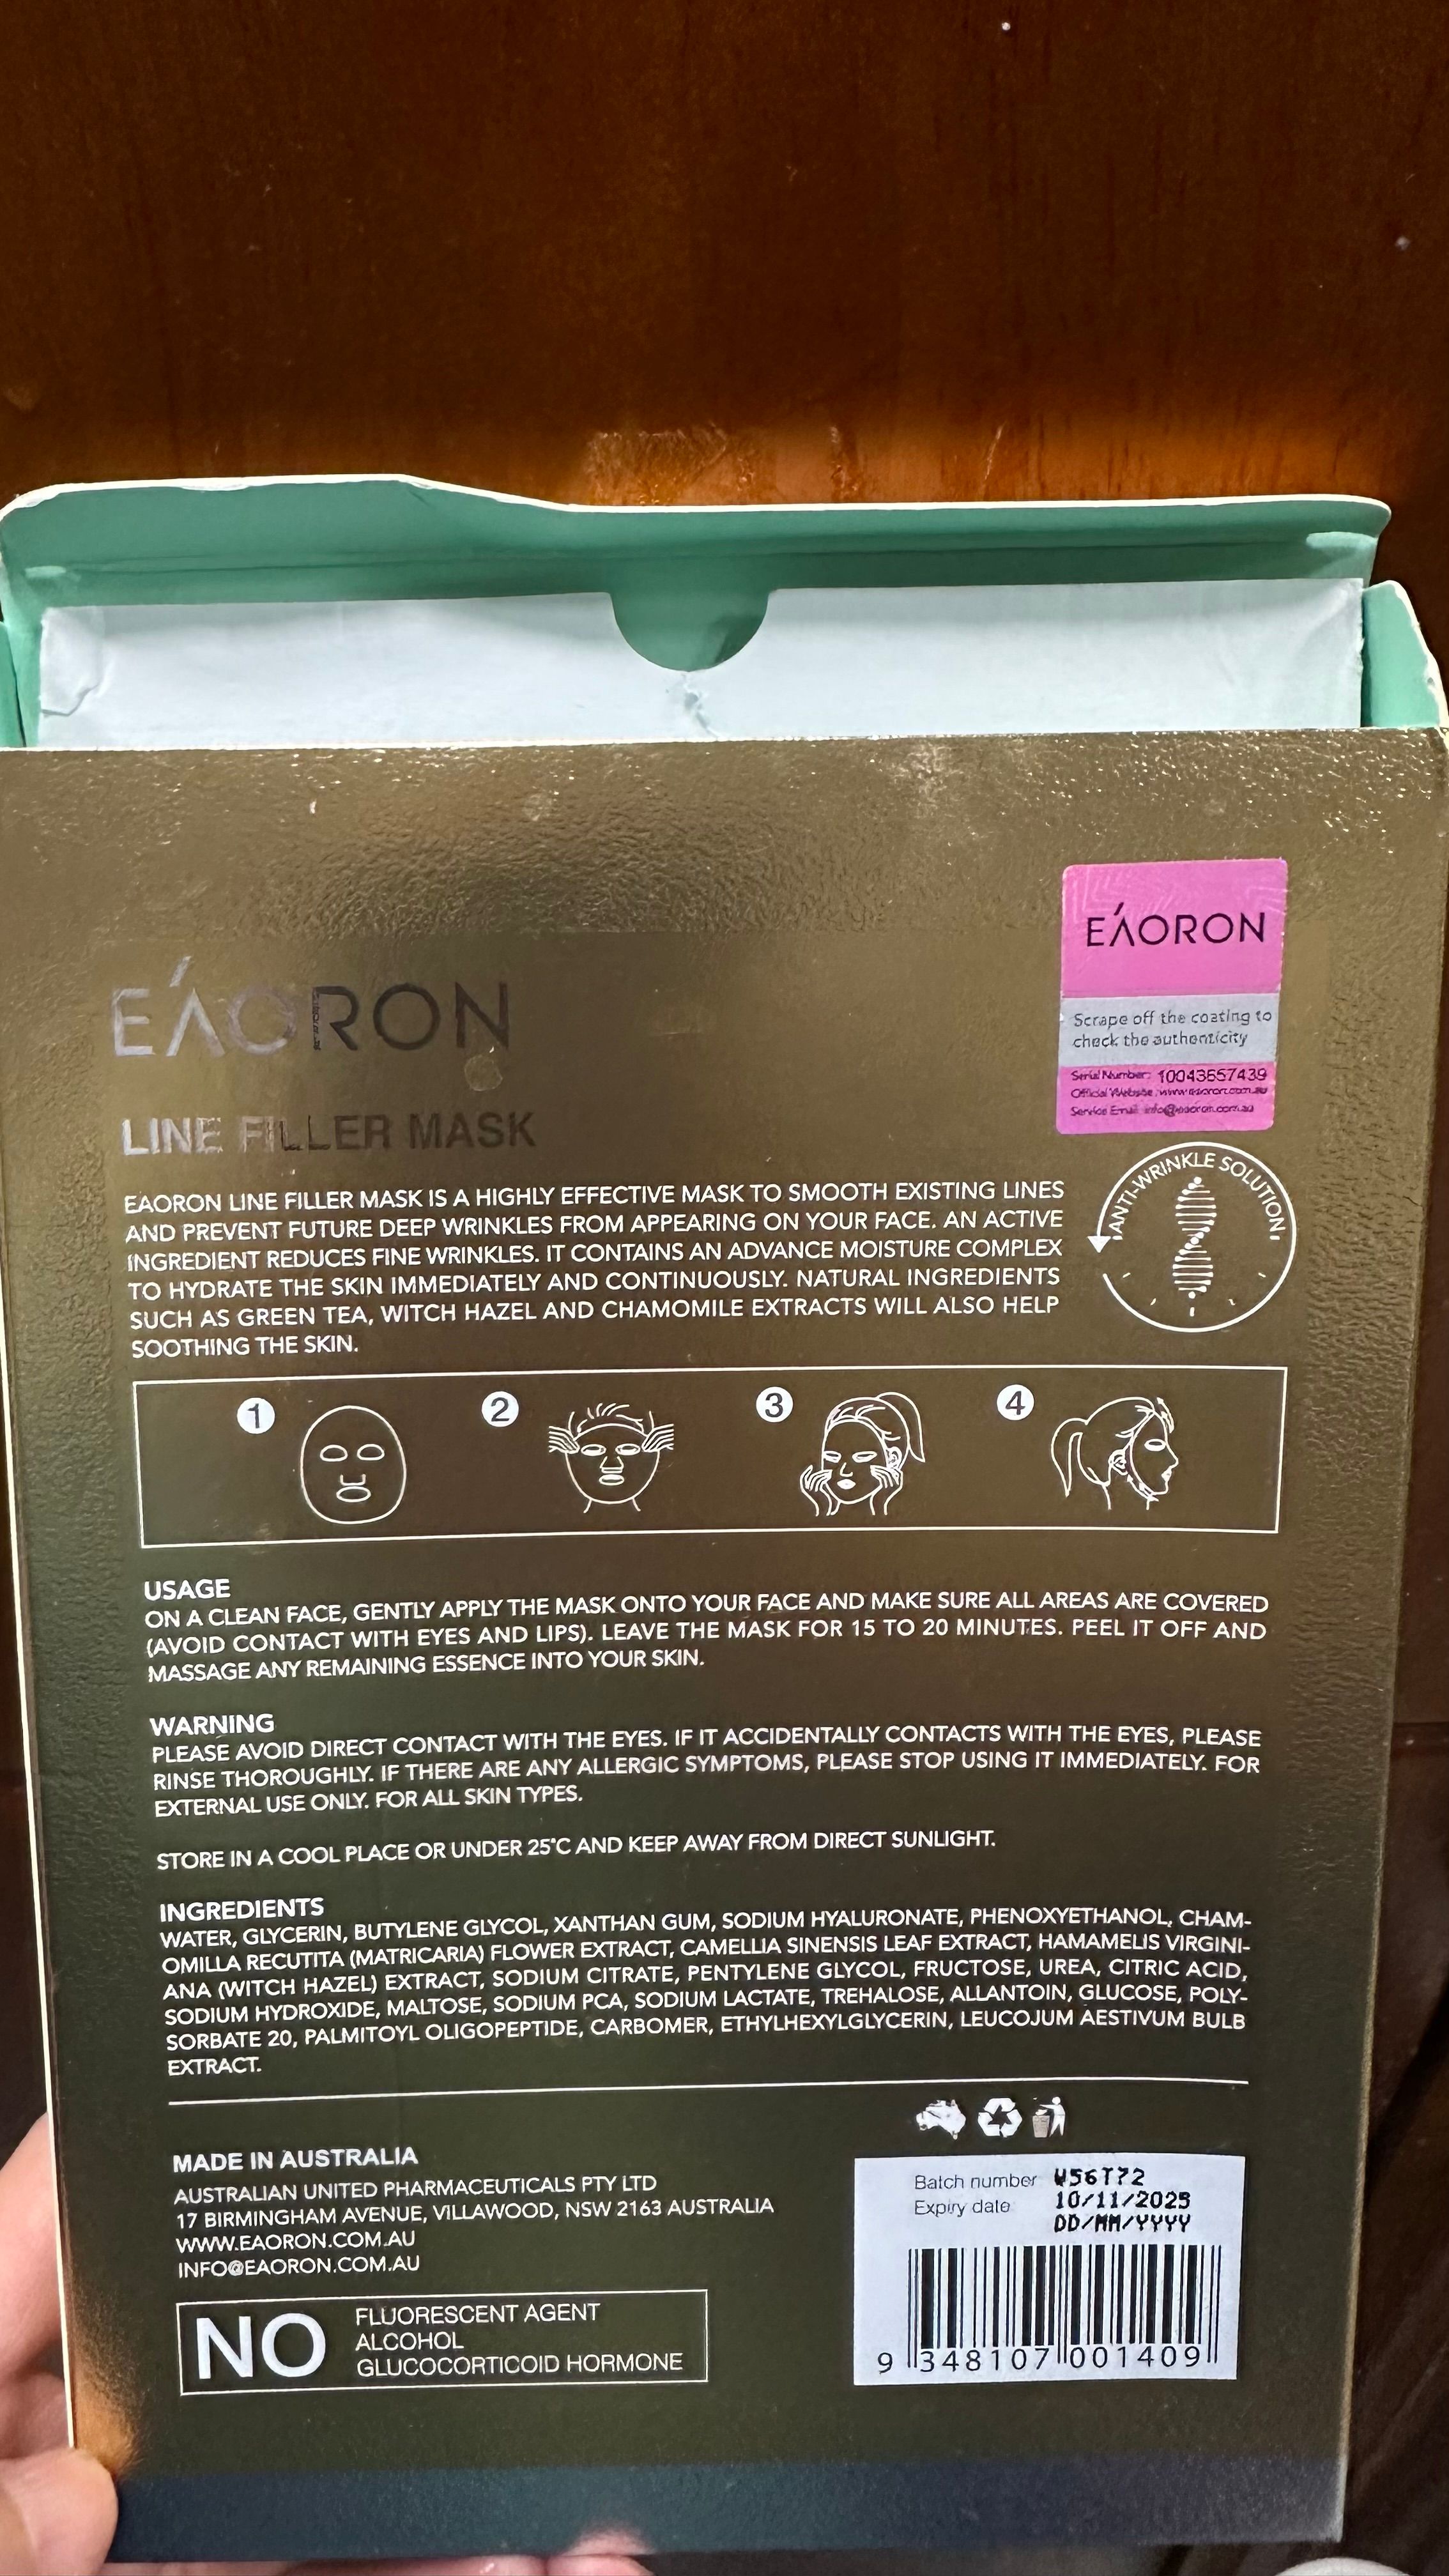 EÁORON
Scrape off the coating to
check the authenticity
Serial Number: 10043657439
Official Website: www.eaoron.com.au
Service Email: info@eaoron.com.au
EÁORON
LINE FILLER MASK
EAORON LINE FILLER MASK IS A HIGHLY EFFECTIVE MASK TO SMOOTH EXISTING LINES
AND PREVENT FUTURE DEEP WRINKLES FROM APPEARING ON YOUR FACE. AN ACTIVE
INGREDIENT REDUCES FINE WRINKLES. IT CONTAINS AN ADVANCE MOISTURE COMPLEX
TO HYDRATE THE SKIN IMMEDIATELY AND CONTINUOUSLY. NATURAL INGREDIENTS
SUCH AS GREEN TEA, WITCH HAZEL AND CHAMOMILE EXTRACTS WILL ALSO HELP
SOOTHING THE SKIN.
ANTI-WRINKLE SOLUTION
1
2
3
4
USAGE
ON A CLEAN FACE, GENTLY APPLY THE MASK ONTO YOUR FACE AND MAKE SURE ALL AREAS ARE COVERED
(AVOID CONTACT WITH EYES AND LIPS). LEAVE THE MASK FOR 15 TO 20 MINUTES. PEEL IT OFF AND
MASSAGE ANY REMAINING ESSENCE INTO YOUR SKIN.
WARNING
PLEASE AVOID DIRECT CONTACT WITH THE EYES. IF IT ACCIDENTALLY CONTACTS WITH THE EYES, PLEASE
RINSE THOROUGHLY. IF THERE ARE ANY ALLERGIC SYMPTOMS, PLEASE STOP USING IT IMMEDIATELY. FOR
EXTERNAL USE ONLY. FOR ALL SKIN TYPES.
STORE IN A COOL PLACE OR UNDER 25°C AND KEEP AWAY FROM DIRECT SUNLIGHT.
INGREDIENTS
WATER, GLYCERIN, BUTYLENE GLYCOL, XANTHAN GUM, SODIUM HYALURONATE, PHENOXYETHANOL, CHAM-
OMILLA RECUTITA (MATRICARIA) FLOWER EXTRACT, CAMELLIA SINENSIS LEAF EXTRACT, HAMAMELIS VIRGINI-
ANA (WITCH HAZEL) EXTRACT, SODIUM CITRATE, PENTYLENE GLYCOL, FRUCTOSE, UREA, CITRIC ACID,
SODIUM HYDROXIDE, MALTOSE, SODIUM PCA, SODIUM LACTATE, TREHALOSE, ALLANTOIN, GLUCOSE, POLY-
SORBATE 20, PALMITOYL OLIGOPEPTIDE, CARBOMER, ETHYLHEXYLGLYCERIN, LEUCOJUM AESTIVUM BULB
EXTRACT.
MADE IN AUSTRALIA
AUSTRALIAN UNITED PHARMACEUTICALS PTY LTD
17 BIRMINGHAM AVENUE, VILLAWOOD, NSW 2163 AUSTRALIA
WWW.EAORON.COM.AU
INFO@EAORON.COM.AU
NO
FLUORESCENT AGENT
ALCOHOL
GLUCOCORTICOID HORMONE
Batch number W56T72
Expiry date 10/11/2025
DD/MM/YYYY
9 348107 001409